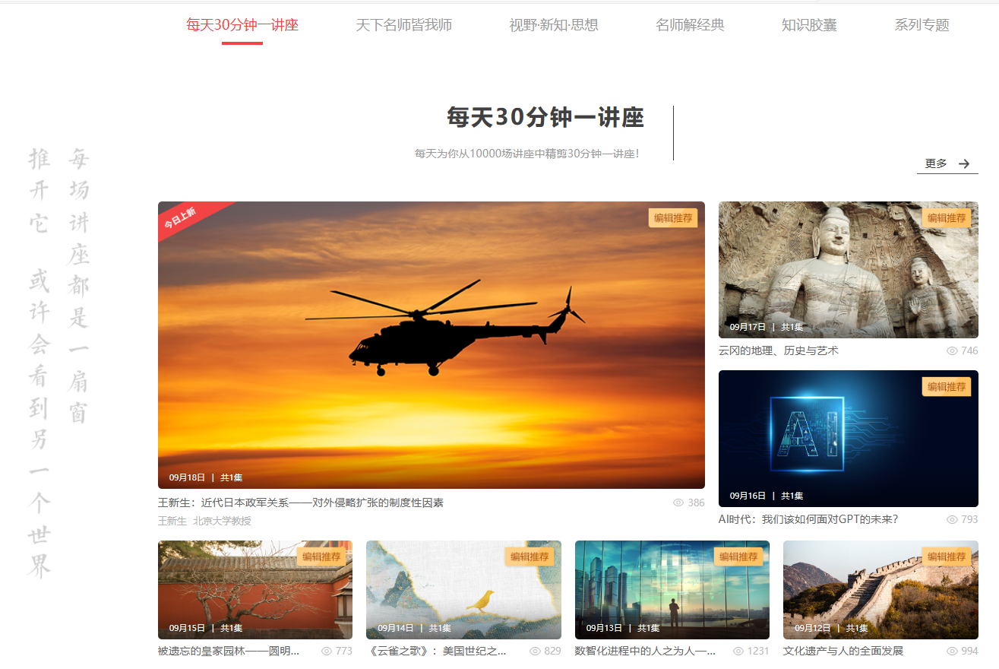 每天30分钟一讲座
天下名师皆我师
视野·新知·思想
名师解经典
知识胶囊
系列专题
每天30分钟一讲座
每天为你从10000场讲座中精剪30分钟一讲座！
更多
每场讲座都是一扇窗
推开它 或许会看到另一个世界
今日上新
编辑推荐
09月18日 | 共1集
王新生：近代日本政军关系——对外侵略扩张的制度性因素
386
王新生 北京大学教授
编辑推荐
09月17日 | 共1集
云冈的地理、历史与艺术
746
编辑推荐
AI
09月16日 | 共1集
AI时代：我们该如何面对GPT的未来？
793
编辑推荐
09月15日 | 共1集
被遗忘的皇家园林——圆明...
773
编辑推荐
09月14日 | 共1集
《云雀之歌》：美国世纪之...
829
编辑推荐
09月13日 | 共1集
数智化进程中的人之为人—...
1231
编辑推荐
09月12日 | 共1集
文化遗产与人的全面发展
994